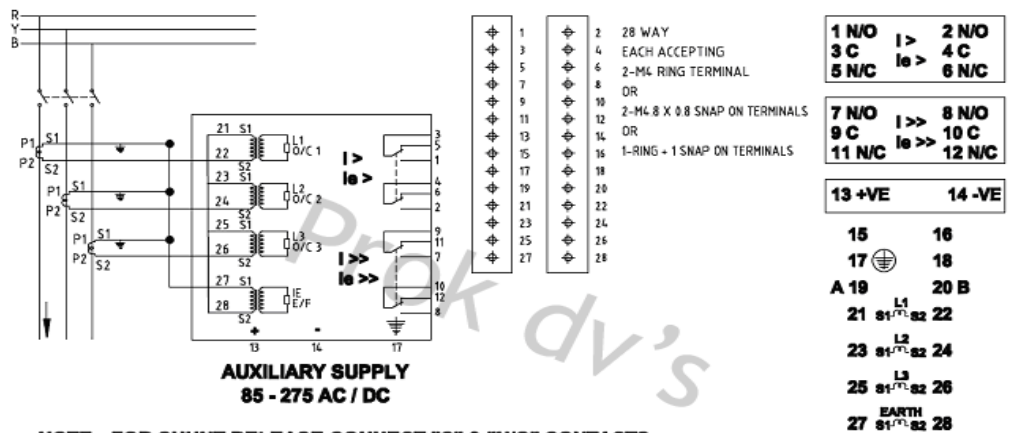 R
Y
B
P1 S1
P2 S2
P1 S1
P2 S2
P1 S1
P2 S2
21 S1 L1
22 O/C 1
S2
23 S1 L2
24 O/C 2
S2
25 S1 L3
26 O/C 3
S2
27 S1 IE
28 E/F
S2
I >
Ie >
I >>
Ie >>
3
5
1
4
6
2
9
11
7
10
12
8
+ -
13 14 17
AUXILIARY SUPPLY
85 - 275 AC / DC
1 2
3 4
5 6
7 8
9 10
11 12
13 14
15 16
17 18
19 20
21 22
23 24
25 26
27 28
28 WAY
EACH ACCEPTING
2-M4 RING TERMINAL
OR
2-M4.8 X 0.8 SNAP ON TERMINALS
OR
1-RING + 1 SNAP ON TERMINALS
1 N/O I > 2 N/O
3 C Ie > 4 C
5 N/C 6 N/C
7 N/O I >> 8 N/O
9 C Ie >> 10 C
11 N/C 12 N/C
13 +VE 14 -VE
15 16
17 18
A 19 20 B
L1
21 S1 S2 22
L2
23 S1 S2 24
L3
25 S1 S2 26
EARTH
27 S1 S2 28
Prok dv's